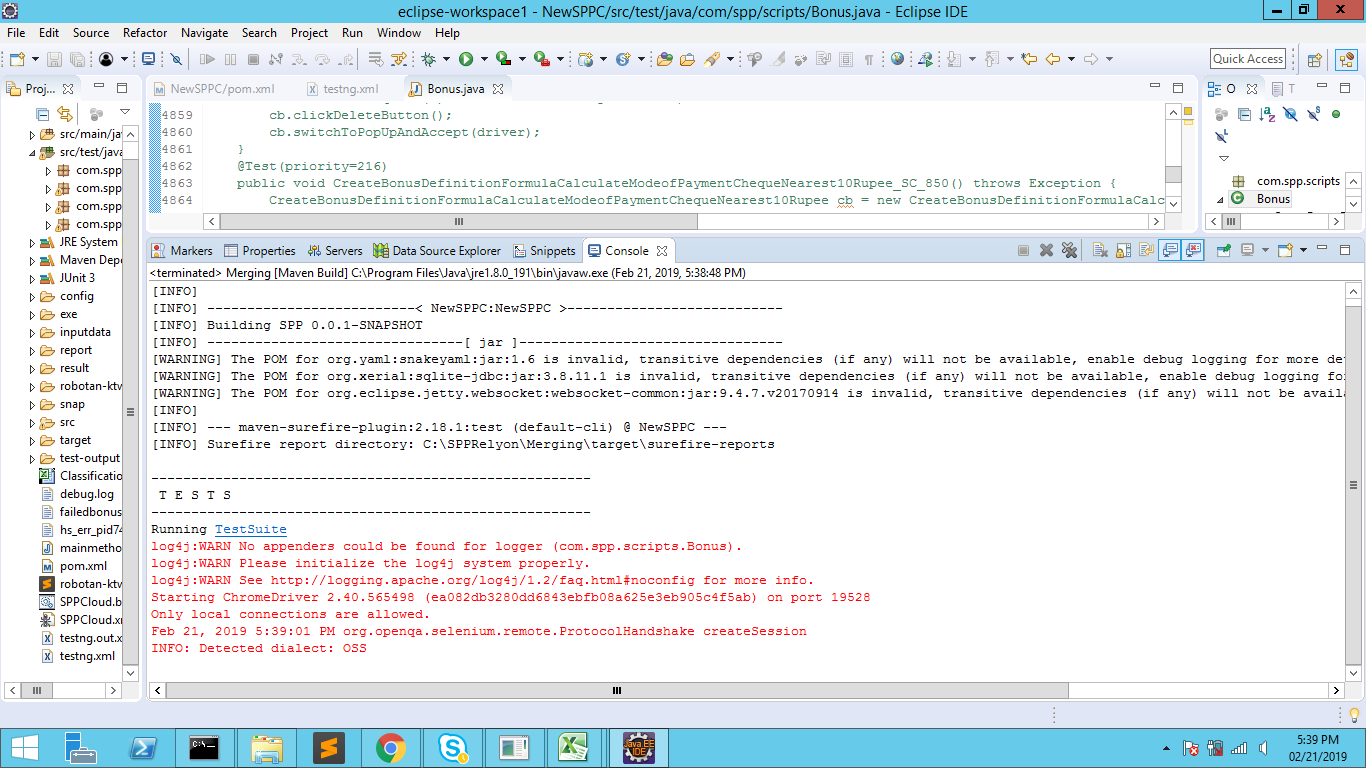 eclipse-workspace1 - NewSPPC/src/test/java/com/spp/scripts/Bonus.java - Eclipse IDE
File Edit Source Refactor Navigate Search Project Run Window Help
Quick Access
Proj...
NewSPPC/pom.xml testng.xml Bonus.java
O T
4859 cb.clickDeleteButton();
4860 cb.switchToPopUpAndAccept(driver);
4861 }
4862 @Test(priority=216)
4863 public void CreateBonusDefinitionFormulaCalculateModeofPaymentChequeNearest10Rupee_SC_850() throws Exception {
4864 CreateBonusDefinitionFormulaCalculateModeofPaymentChequeNearest10Rupee cb = new CreateBonusDefinitionFormulaCalc
com.spp.scripts
Bonus
src/main/ja
src/test/java
com.spp
com.spp
com.spp
com.spp
JRE System
Maven Dep
JUnit 3
config
exe
inputdata
report
result
robotan-ktv
snap
src
target
test-output
Classificatio
debug.log
failedbonus
hs_err_pid74
mainmetho
pom.xml
robotan-ktv
SPPCloud.b
SPPCloud.x
testng.out.x
testng.xml
Markers Properties Servers Data Source Explorer Snippets Console
<terminated> Merging [Maven Build] C:\Program Files\Java\jre1.8.0_191\bin\javaw.exe (Feb 21, 2019, 5:38:48 PM)
[INFO]
[INFO] --------------------------< NewSPPC:NewSPPC >---------------------------
[INFO] Building SPP 0.0.1-SNAPSHOT
[INFO] --------------------------------[ jar ]---------------------------------
[WARNING] The POM for org.yaml:snakeyaml:jar:1.6 is invalid, transitive dependencies (if any) will not be available, enable debug logging for more de
[WARNING] The POM for org.xerial:sqlite-jdbc:jar:3.8.11.1 is invalid, transitive dependencies (if any) will not be available, enable debug logging fo
[WARNING] The POM for org.eclipse.jetty.websocket:websocket-common:jar:9.4.7.v20170914 is invalid, transitive dependencies (if any) will not be avail
[INFO]
[INFO] --- maven-surefire-plugin:2.18.1:test (default-cli) @ NewSPPC ---
[INFO] Surefire report directory: C:\SPPRelyon\Merging\target\surefire-reports
-------------------------------------------------------
T E S T S
-------------------------------------------------------
Running TestSuite
log4j:WARN No appenders could be found for logger (com.spp.scripts.Bonus).
log4j:WARN Please initialize the log4j system properly.
log4j:WARN See http://logging.apache.org/log4j/1.2/faq.html#noconfig for more info.
Starting ChromeDriver 2.40.565498 (ea082db3280dd6843ebfb08a625e3eb905c4f5ab) on port 19528
Only local connections are allowed.
Feb 21, 2019 5:39:01 PM org.openqa.selenium.remote.ProtocolHandshake createSession
INFO: Detected dialect: OSS
Java EE
IDE
5:39 PM
02/21/2019